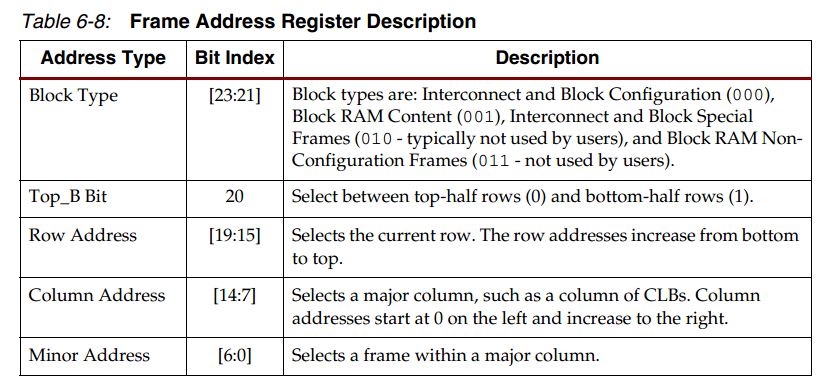 Table 6-8: Frame Address Register Description
Address Type Bit Index Description
Block Type [23:21] Block types are: Interconnect and Block Configuration (000),
Block RAM Content (001), Interconnect and Block Special
Frames (010 - typically not used by users), and Block RAM Non-
Configuration Frames (011 - not used by users).
Top_B Bit 20 Select between top-half rows (0) and bottom-half rows (1).
Row Address [19:15] Selects the current row. The row addresses increase from bottom
to top.
Column Address [14:7] Selects a major column, such as a column of CLBs. Column
addresses start at 0 on the left and increase to the right.
Minor Address [6:0] Selects a frame within a major column.